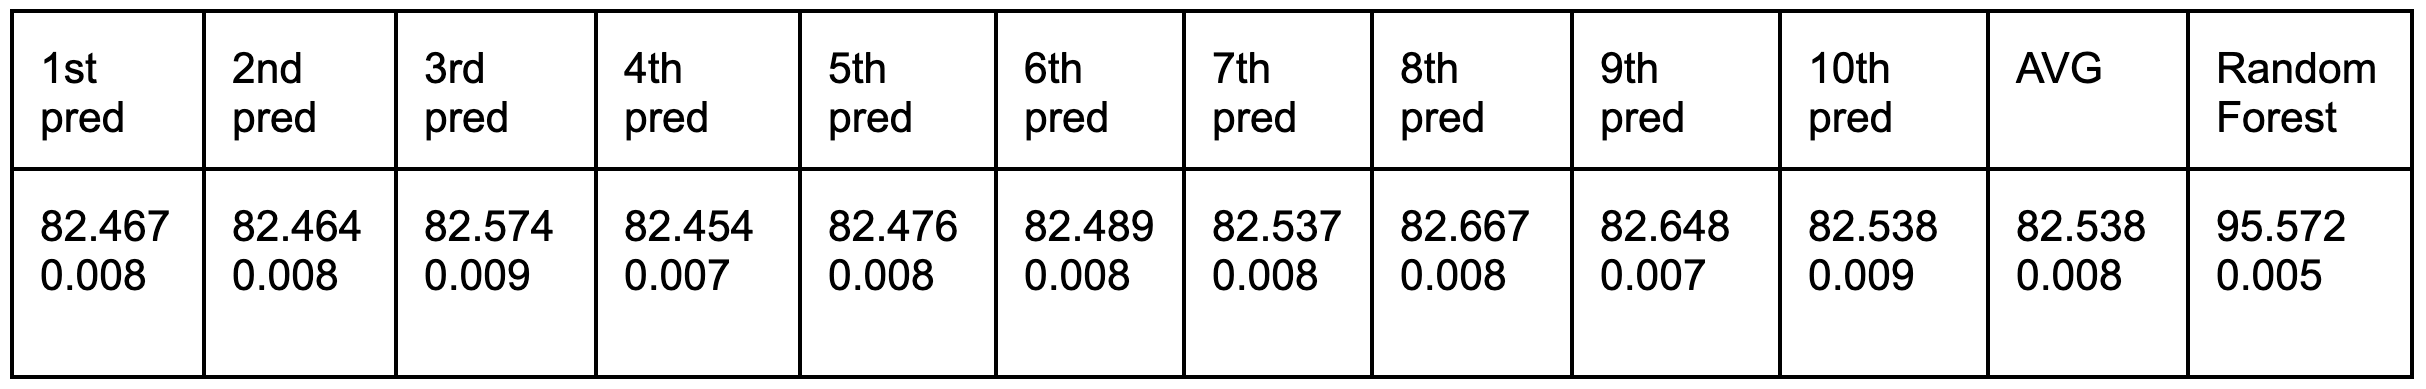 1st
pred
2nd
pred
3rd
pred
4th
pred
5th
pred
6th
pred
7th
pred
8th
pred
9th
pred
10th
pred
AVG
Random
Forest
82.467
0.008
82.464
0.008
82.574
0.009
82.454
0.007
82.476
0.008
82.489
0.008
82.537
0.008
82.667
0.008
82.648
0.007
82.538
0.009
82.538
0.008
95.572
0.005